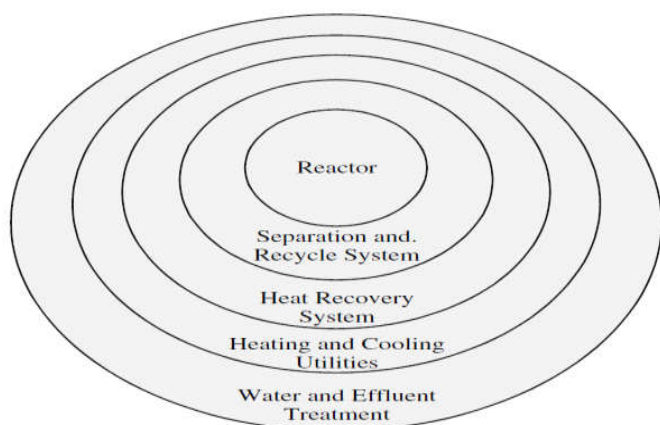 Reactor
Separation and.
Recycle System
Heat Recovery
System
Heating and Cooling
Utilities
Water and Effluent
Treatment